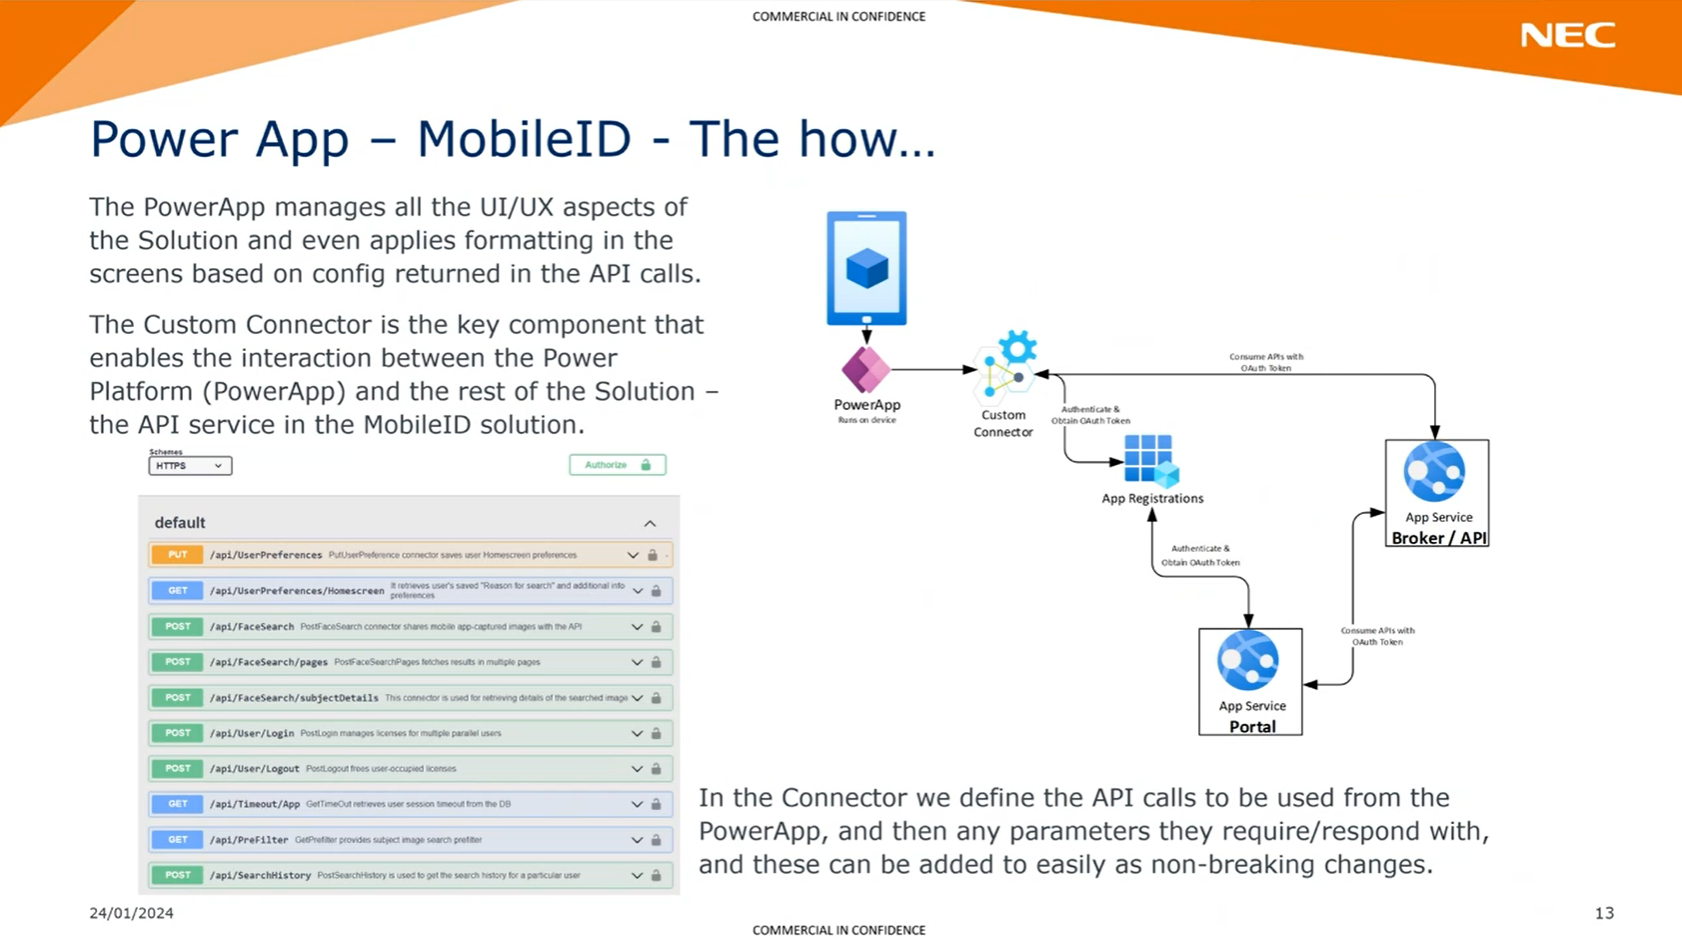 COMMERCIAL IN CONFIDENCE
NEC
Power App – MobileID - The how...
The PowerApp manages all the UI/UX aspects of
the Solution and even applies formatting in the
screens based on config returned in the API calls.
The Custom Connector is the key component that
enables the interaction between the Power
Platform (PowerApp) and the rest of the Solution –
the API service in the MobileID solution.
Schemes
HTTPS
Authorize
default
PUT /api/UserPreferences PutUserPreference connector saves user Homescreen preferences
GET /api/UserPreferences/Homescreen It retrieves user's saved "Reason for search" and additional info
preferences
POST /api/FaceSearch PostFaceSearch connector shares mobile app-captured images with the API
POST /api/FaceSearch/pages PostFaceSearchPages fetches results in multiple pages
POST /api/FaceSearch/subjectDetails This connector is used for retrieving details of the searched image
POST /api/User/Login PostLogin manages licenses for multiple parallel users
POST /api/User/Logout PostLogout frees user-occupied licenses
GET /api/Timeout/App GetTimeOut retrieves user session timeout from the DB
GET /api/PreFilter GetPrefilter provides subject image search prefilter
POST /api/SearchHistory PostSearchHistory is used to get the search history for a particular user
PowerApp
Runs on device
Custom
Connector
Consume APIs with
OAuth Token
Authenticate &
Obtain OAuth Token
App Registrations
App Service
Broker / API
Authenticate &
Obtain OAuth Token
Consume APIs with
OAuth Token
App Service
Portal
In the Connector we define the API calls to be used from the
PowerApp, and then any parameters they require/respond with,
and these can be added to easily as non-breaking changes.
24/01/2024
COMMERCIAL IN CONFIDENCE
13